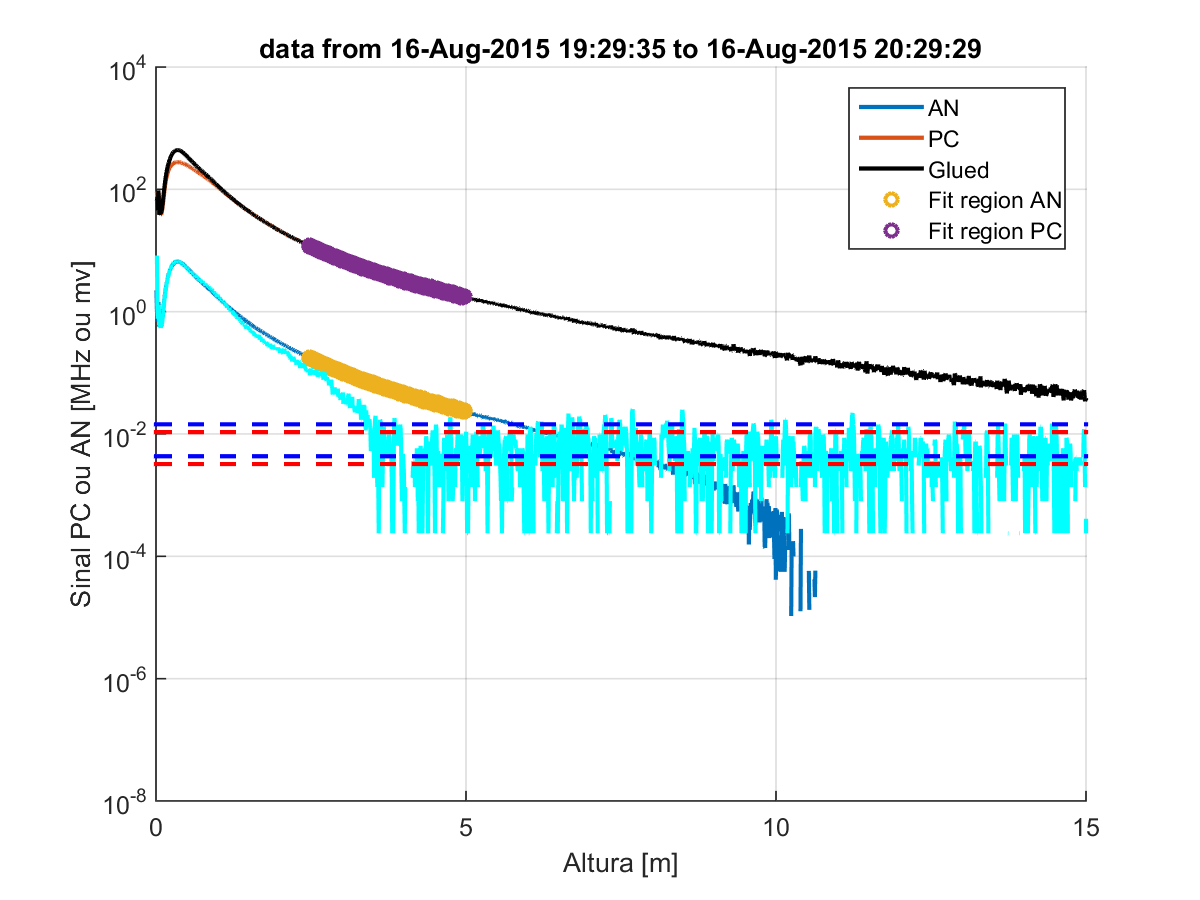 data from 16-Aug-2015 19:29:35 to 16-Aug-2015 20:29:29
Sinal PC ou AN [MHz ou mv]
10^4
10^2
10^0
10^-2
10^-4
10^-6
10^-8
AN
PC
Glued
Fit region AN
Fit region PC
0 5 10 15
Altura [m]